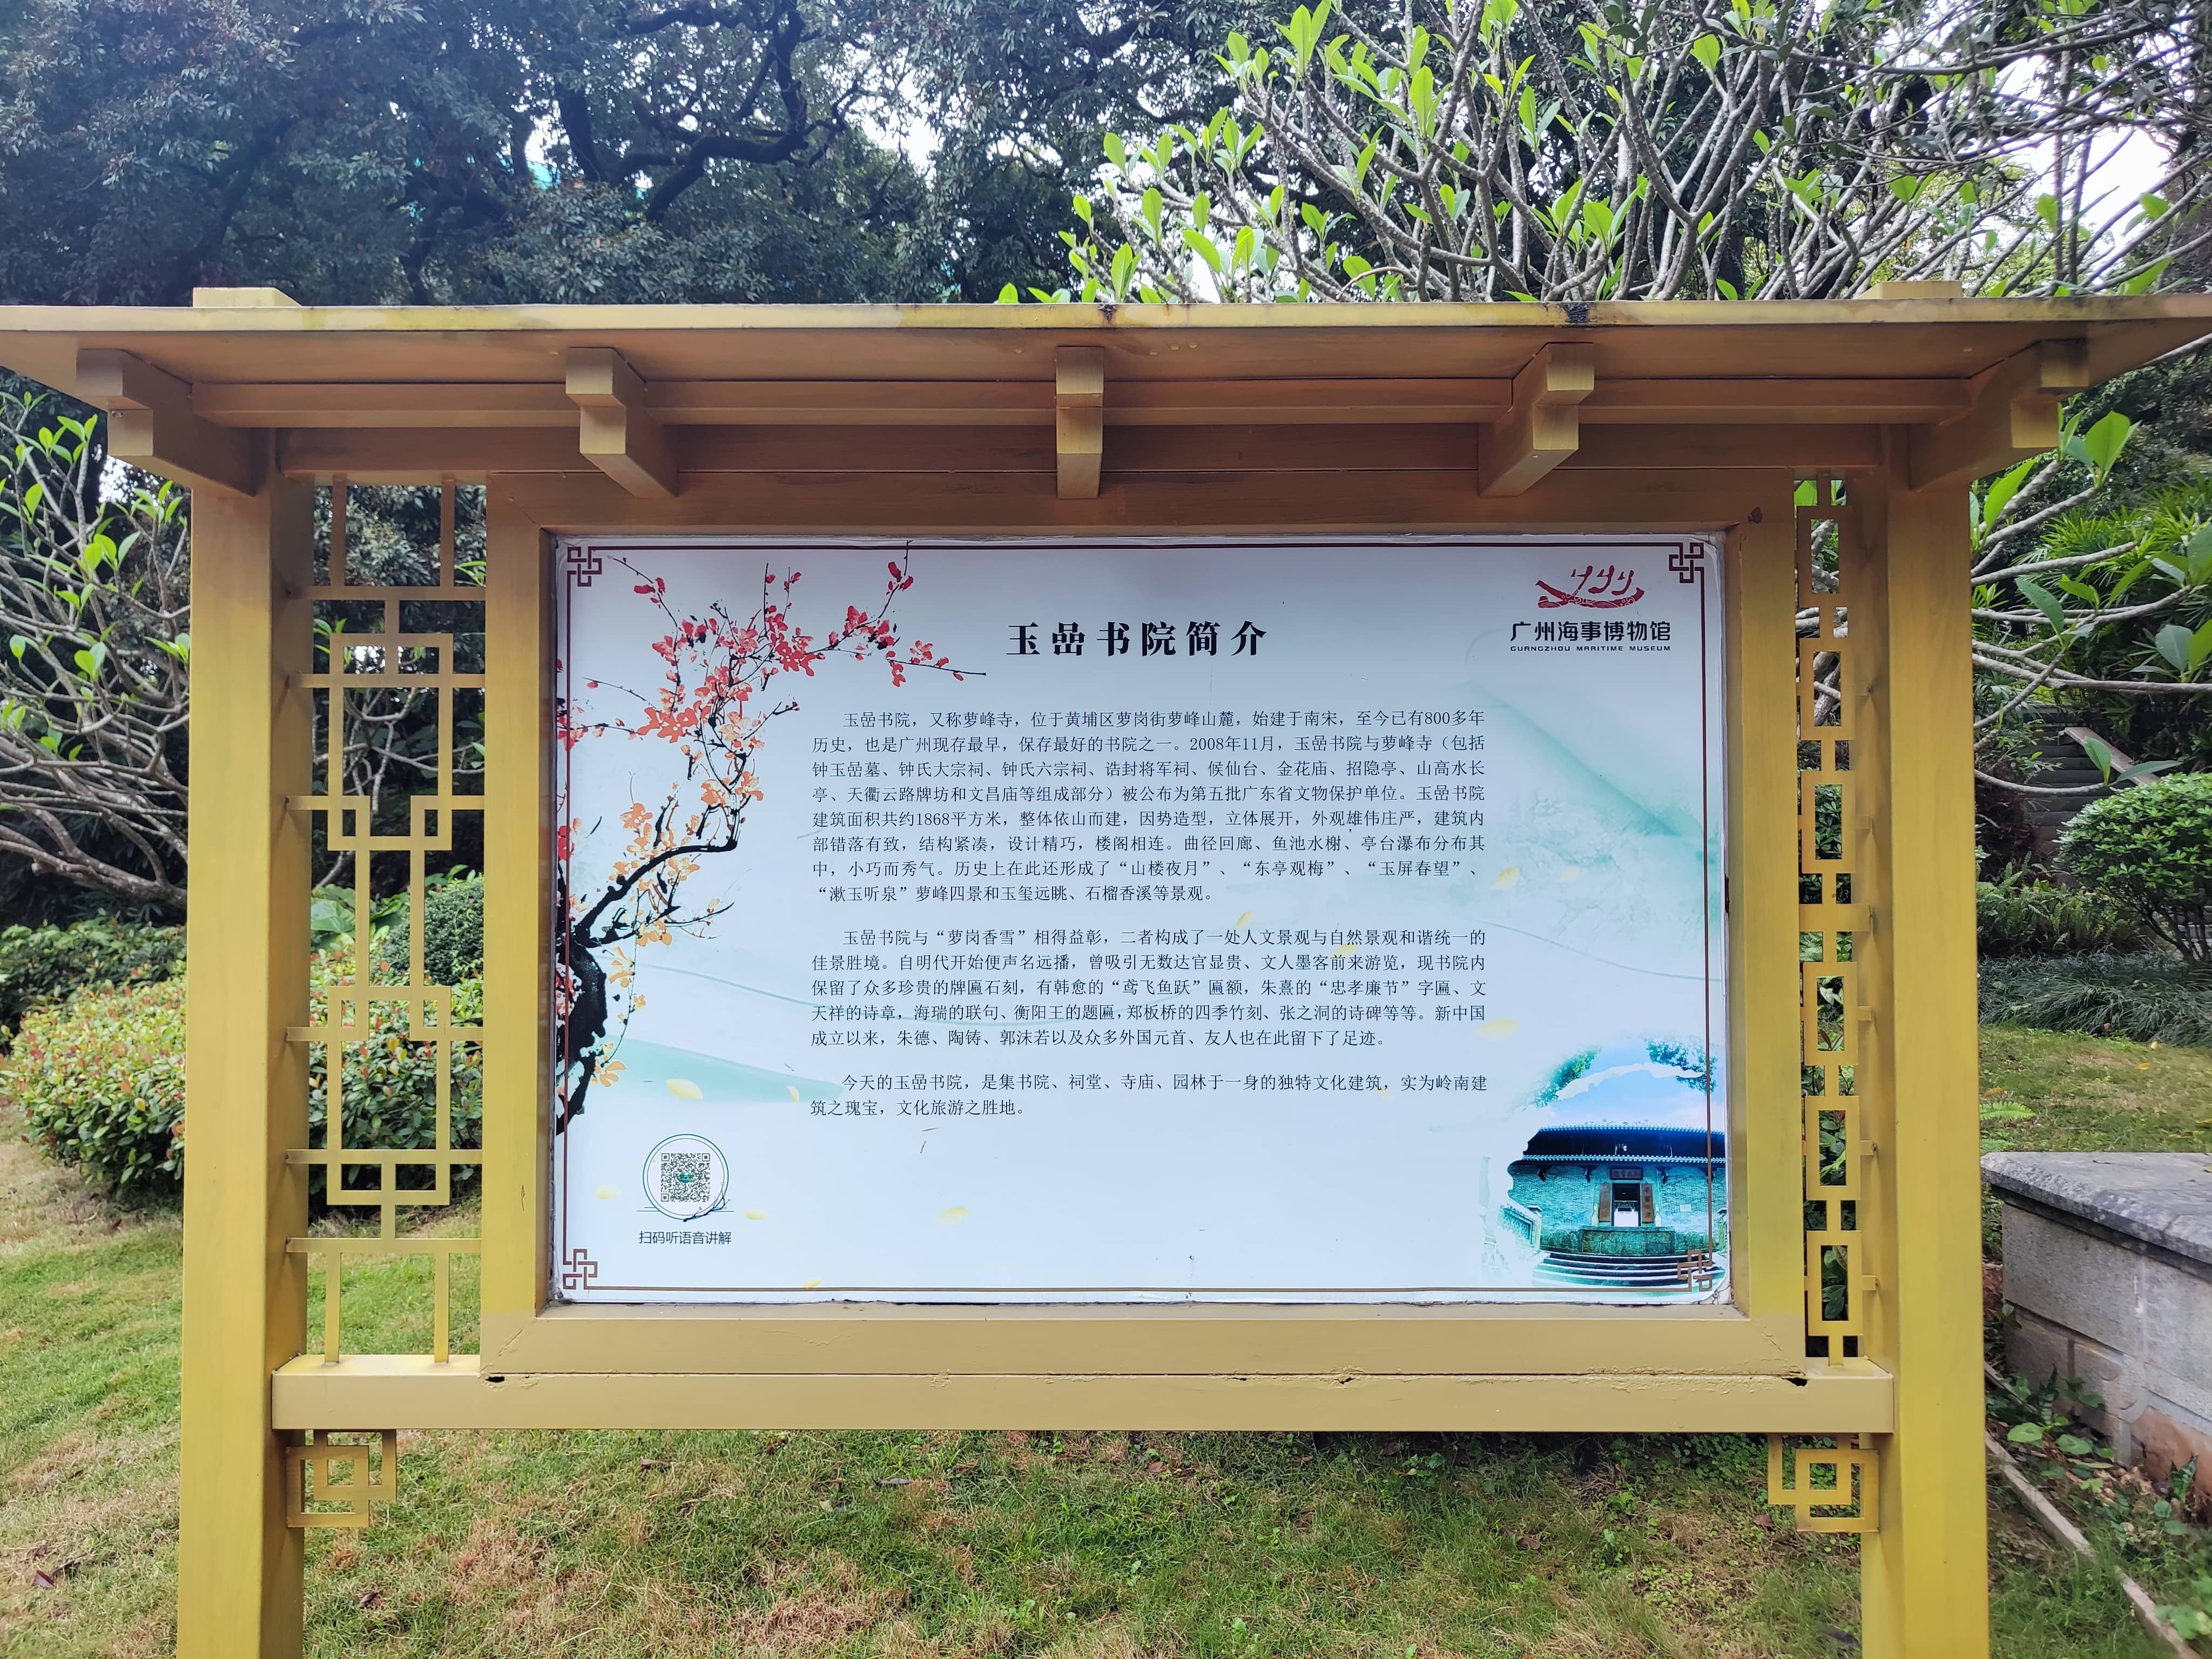 玉嵒书院简介
广州海事博物馆
GUANGZHOU MARITIME MUSEUM
玉嵒书院，又称萝峰寺，位于黄埔区萝岗街萝峰山麓，始建于南宋，至今已有800多年
历史，也是广州现存最早，保存最好的书院之一。2008年11月，玉嵒书院与萝峰寺（包括
钟玉嵒墓、钟氏大宗祠、钟氏六宗祠、诰封将军祠、候仙台、金花庙、招隐亭、山高水长
亭、天衢云路牌坊和文昌庙等组成部分）被公布为第五批广东省文物保护单位。玉嵒书院
建筑面积共约1868平方米，整体依山而建，因势造型，立体展开，外观雄伟庄严，建筑内
部错落有致，结构紧凑，设计精巧，楼阁相连。曲径回廊、鱼池水榭、亭台瀑布分布其
中，小巧而秀气。历史上在此还形成了“山楼夜月”、“东亭观梅”、“玉屏春望”、
“漱玉听泉”萝峰四景和玉玺远眺、石榴香溪等景观。
玉嵒书院与“萝岗香雪”相得益彰，二者构成了一处人文景观与自然景观和谐统一的
佳景胜境。自明代开始便声名远播，曾吸引无数达官显贵、文人墨客前来游览，现书院内
保留了众多珍贵的牌匾石刻，有韩愈的“鸢飞鱼跃”匾额，朱熹的“忠孝廉节”字匾、文
天祥的诗章，海瑞的联句、衡阳王的题匾，郑板桥的四季竹刻、张之洞的诗碑等等。新中国
成立以来，朱德、陶铸、郭沫若以及众多外国元首、友人也在此留下了足迹。
今天的玉嵒书院，是集书院、祠堂、寺庙、园林于一身的独特文化建筑，实为岭南建
筑之瑰宝，文化旅游之胜地。
扫码听语音讲解